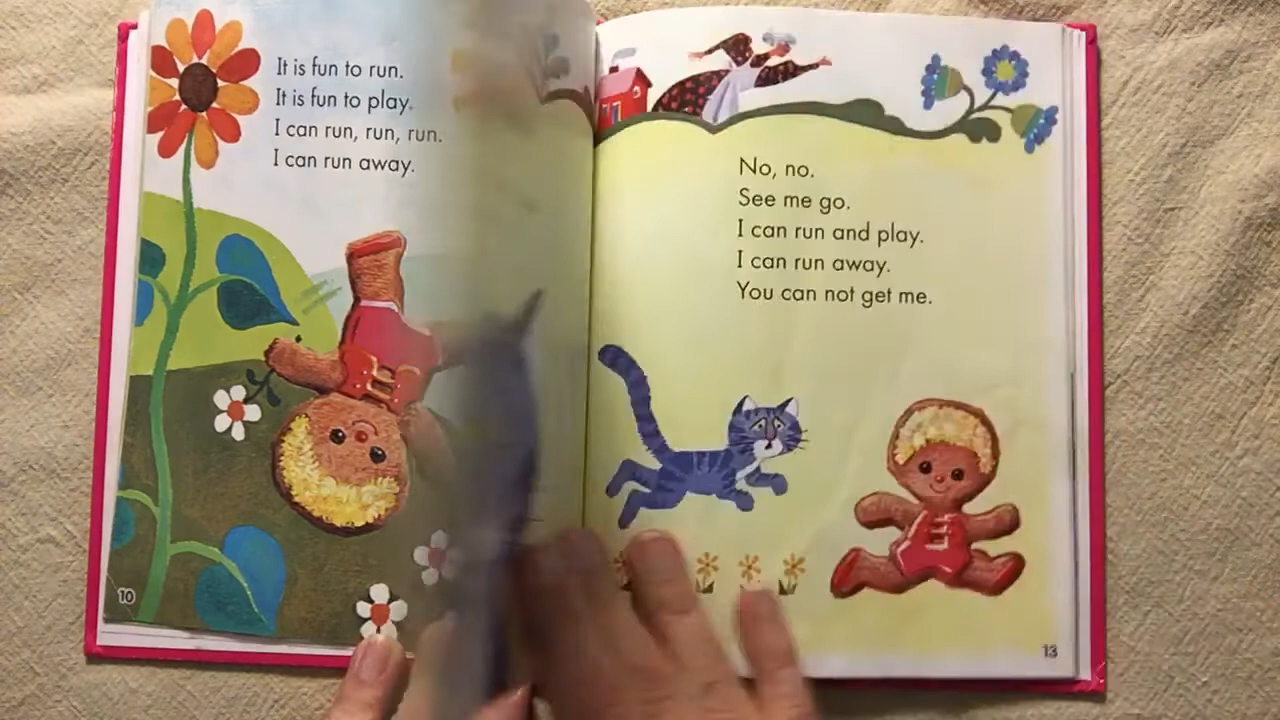 It is fun to run.
It is fun to play.
I can run, run, run.
I can run away.
10
No, no.
See me go.
I can run and play.
I can run away.
You can not get me.
13